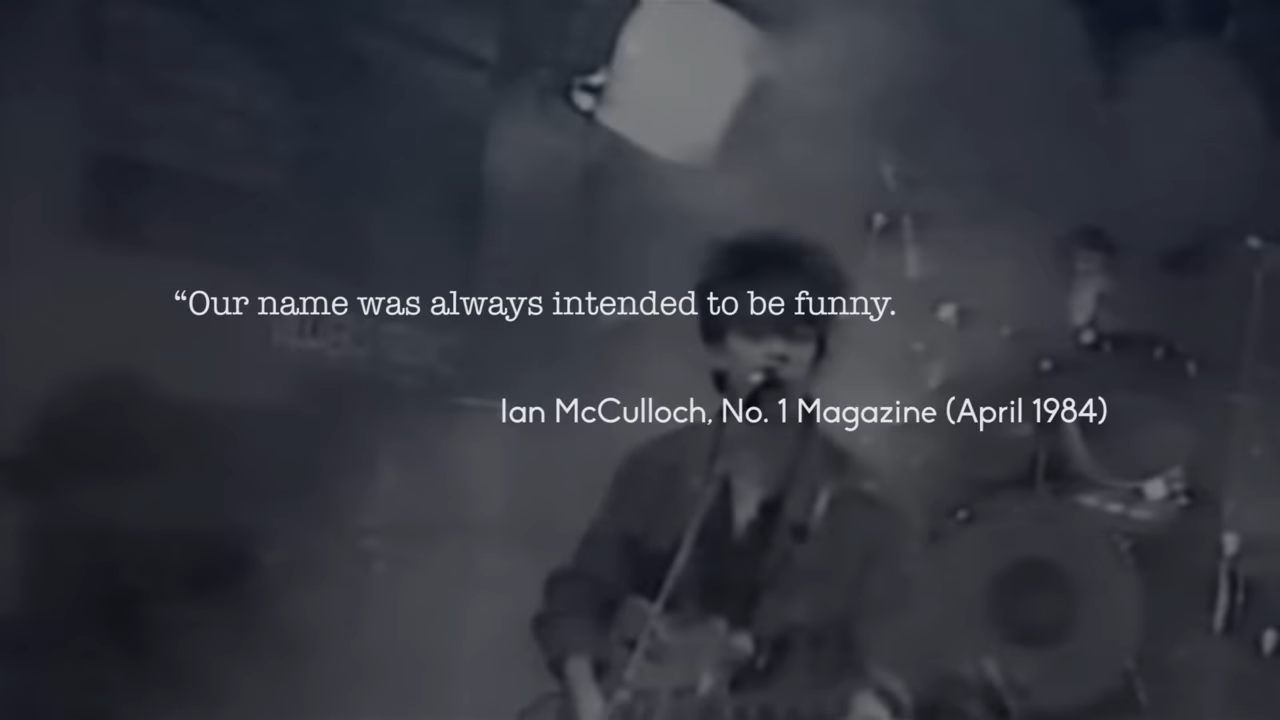 “Our name was always intended to be funny.
Ian McCulloch, No. 1 Magazine (April 1984)